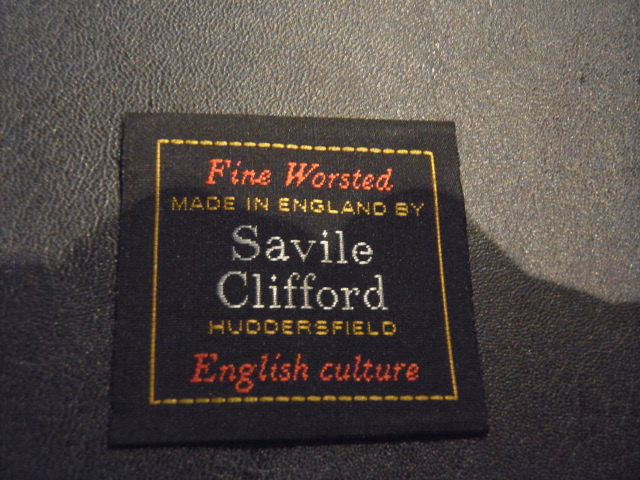 Fine Worsted
MADE IN ENGLAND BY
Savile
Clifford
HUDDERSFIELD
English culture